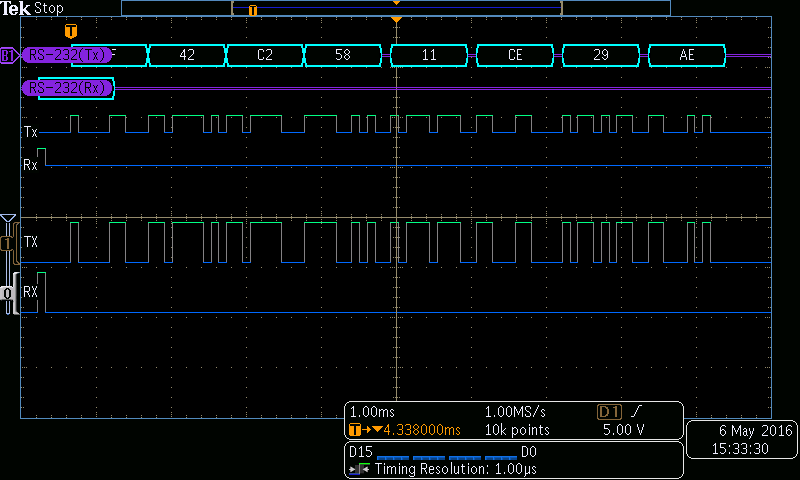 Tek Stop
T
T
B1 RS-232(Tx) F 42 C2 58 11 CE 29 AE
RS-232(Rx)
Tx
Rx
1 TX
0 RX
1.00ms 1.00MS/s D1
T 4.338000ms 10k points 5.00 V
6 May 2016
15:33:30
D15 D0
Timing Resolution: 1.00µs